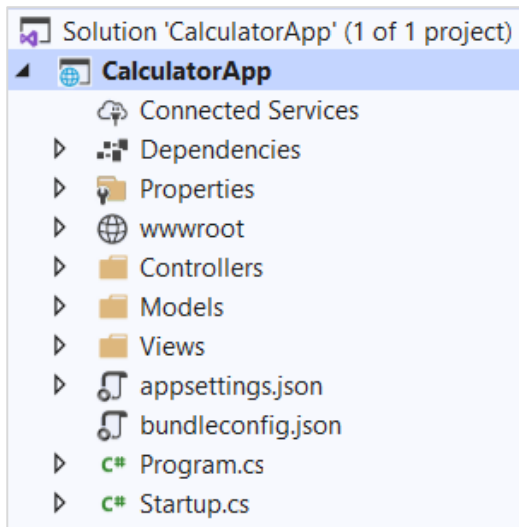 Solution 'CalculatorApp' (1 of 1 project)
CalculatorApp
Connected Services
Dependencies
Properties
wwwroot
Controllers
Models
Views
appsettings.json
bundleconfig.json
C# Program.cs
C# Startup.cs